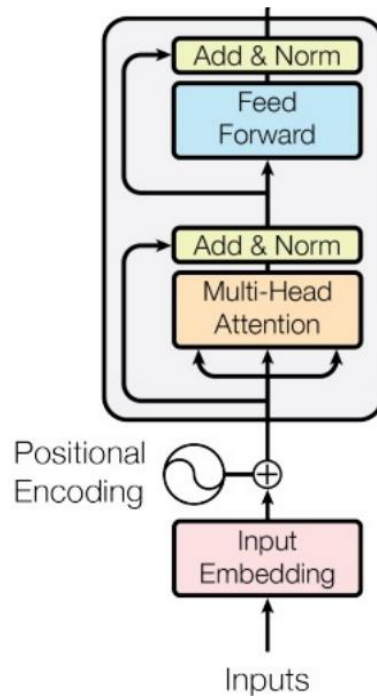 Add & Norm
Feed
Forward
Add & Norm
Multi-Head
Attention
Positional
Encoding
Input
Embedding
Inputs